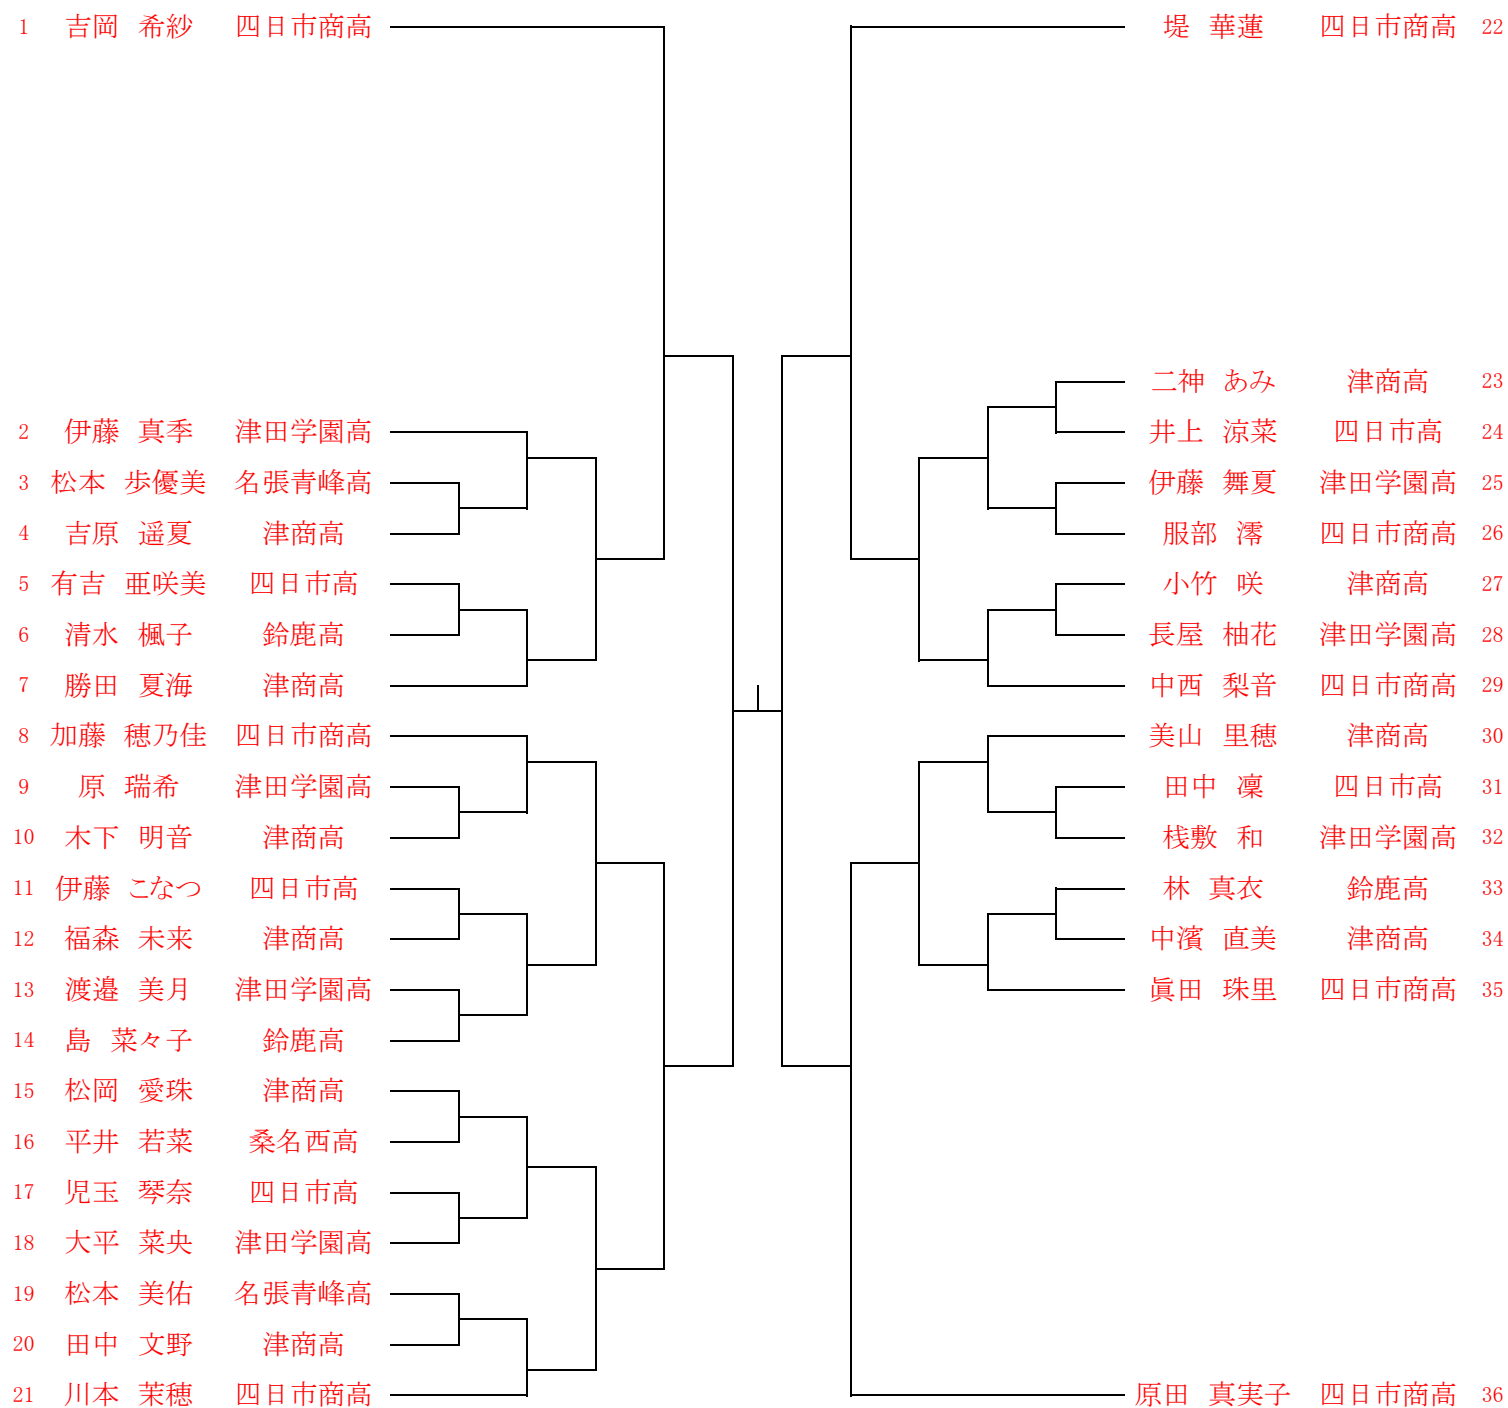 1 吉岡 希紗 四日市商高
2 伊藤 真季 津田学園高
3 松本 歩優美 名張青峰高
4 吉原 遥夏 津商高
5 有吉 亜咲美 四日市高
6 清水 楓子 鈴鹿高
7 勝田 夏海 津商高
8 加藤 穂乃佳 四日市商高
9 原 瑞希 津田学園高
10 木下 明音 津商高
11 伊藤 こなつ 四日市高
12 福森 未来 津商高
13 渡邉 美月 津田学園高
14 島 菜々子 鈴鹿高
15 松岡 愛珠 津商高
16 平井 若菜 桑名西高
17 児玉 琴奈 四日市高
18 大平 菜央 津田学園高
19 松本 美佑 名張青峰高
20 田中 文野 津商高
21 川本 茉穂 四日市商高
堤 華蓮 四日市商高 22
二神 あみ 津商高 23
井上 涼菜 四日市高 24
伊藤 舞夏 津田学園高 25
服部 澪 四日市商高 26
小竹 咲 津商高 27
長屋 柚花 津田学園高 28
中西 梨音 四日市商高 29
美山 里穂 津商高 30
田中 凜 四日市高 31
桟敷 和 津田学園高 32
林 真衣 鈴鹿高 33
中濱 直美 津商高 34
眞田 珠里 四日市商高 35
原田 真実子 四日市商高 36